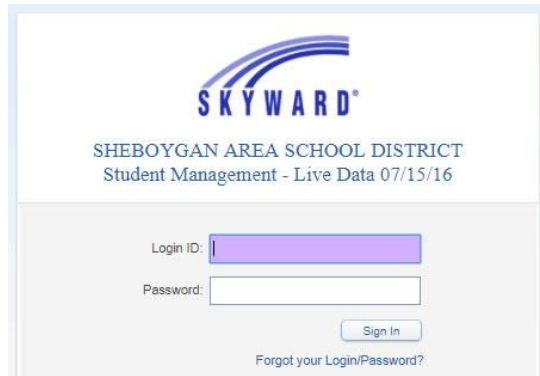 SKYWARD®
SHEBOYGAN AREA SCHOOL DISTRICT
Student Management - Live Data 07/15/16
Login ID:
Password:
Sign In
Forgot your Login/Password?